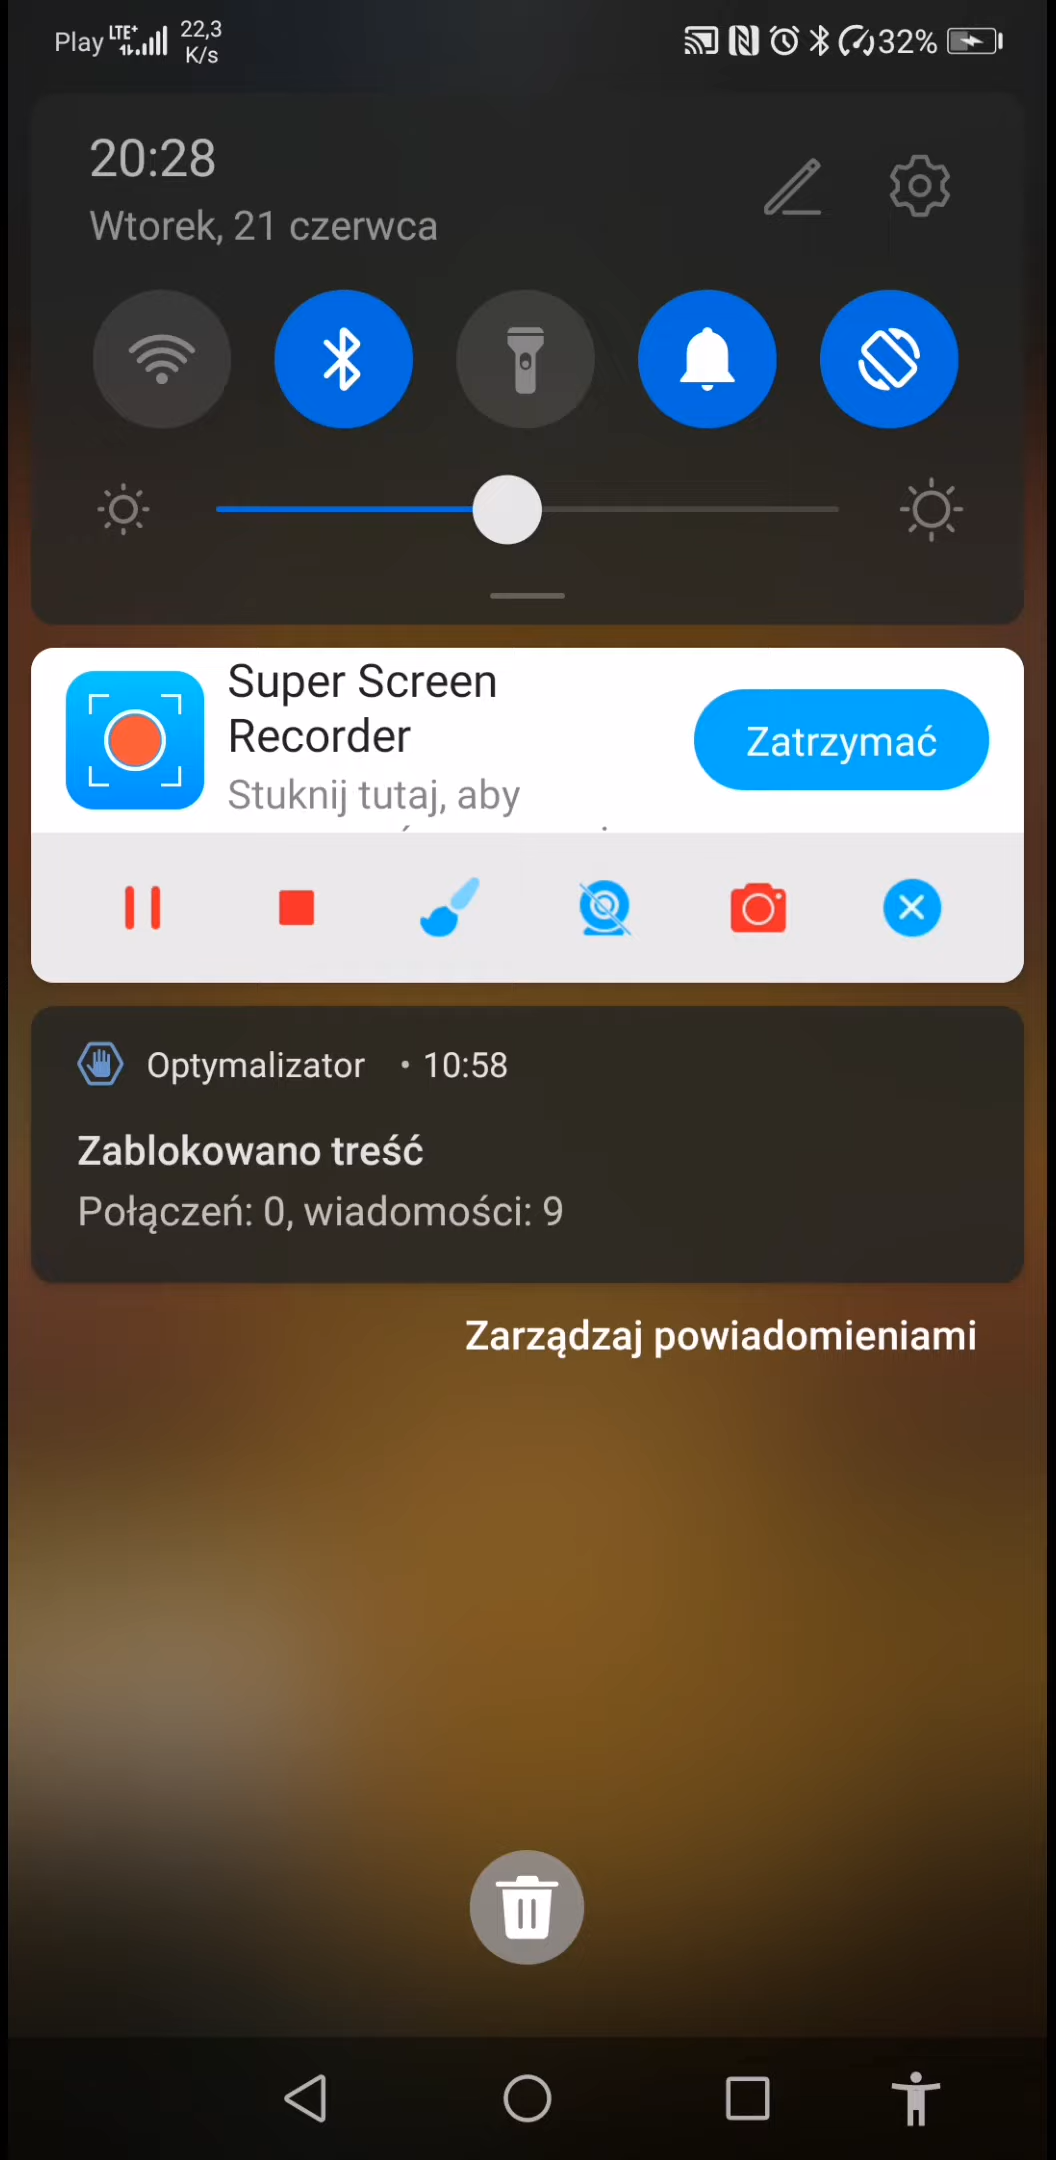 Play LTE+ 22,3 K/s 32%
20:28
Wtorek, 21 czerwca
Super Screen
Recorder
Stuknij tutaj, aby
Zatrzymać
Optymalizator • 10:58
Zablokowano treść
Połączeń: 0, wiadomości: 9
Zarządzaj powiadomieniami